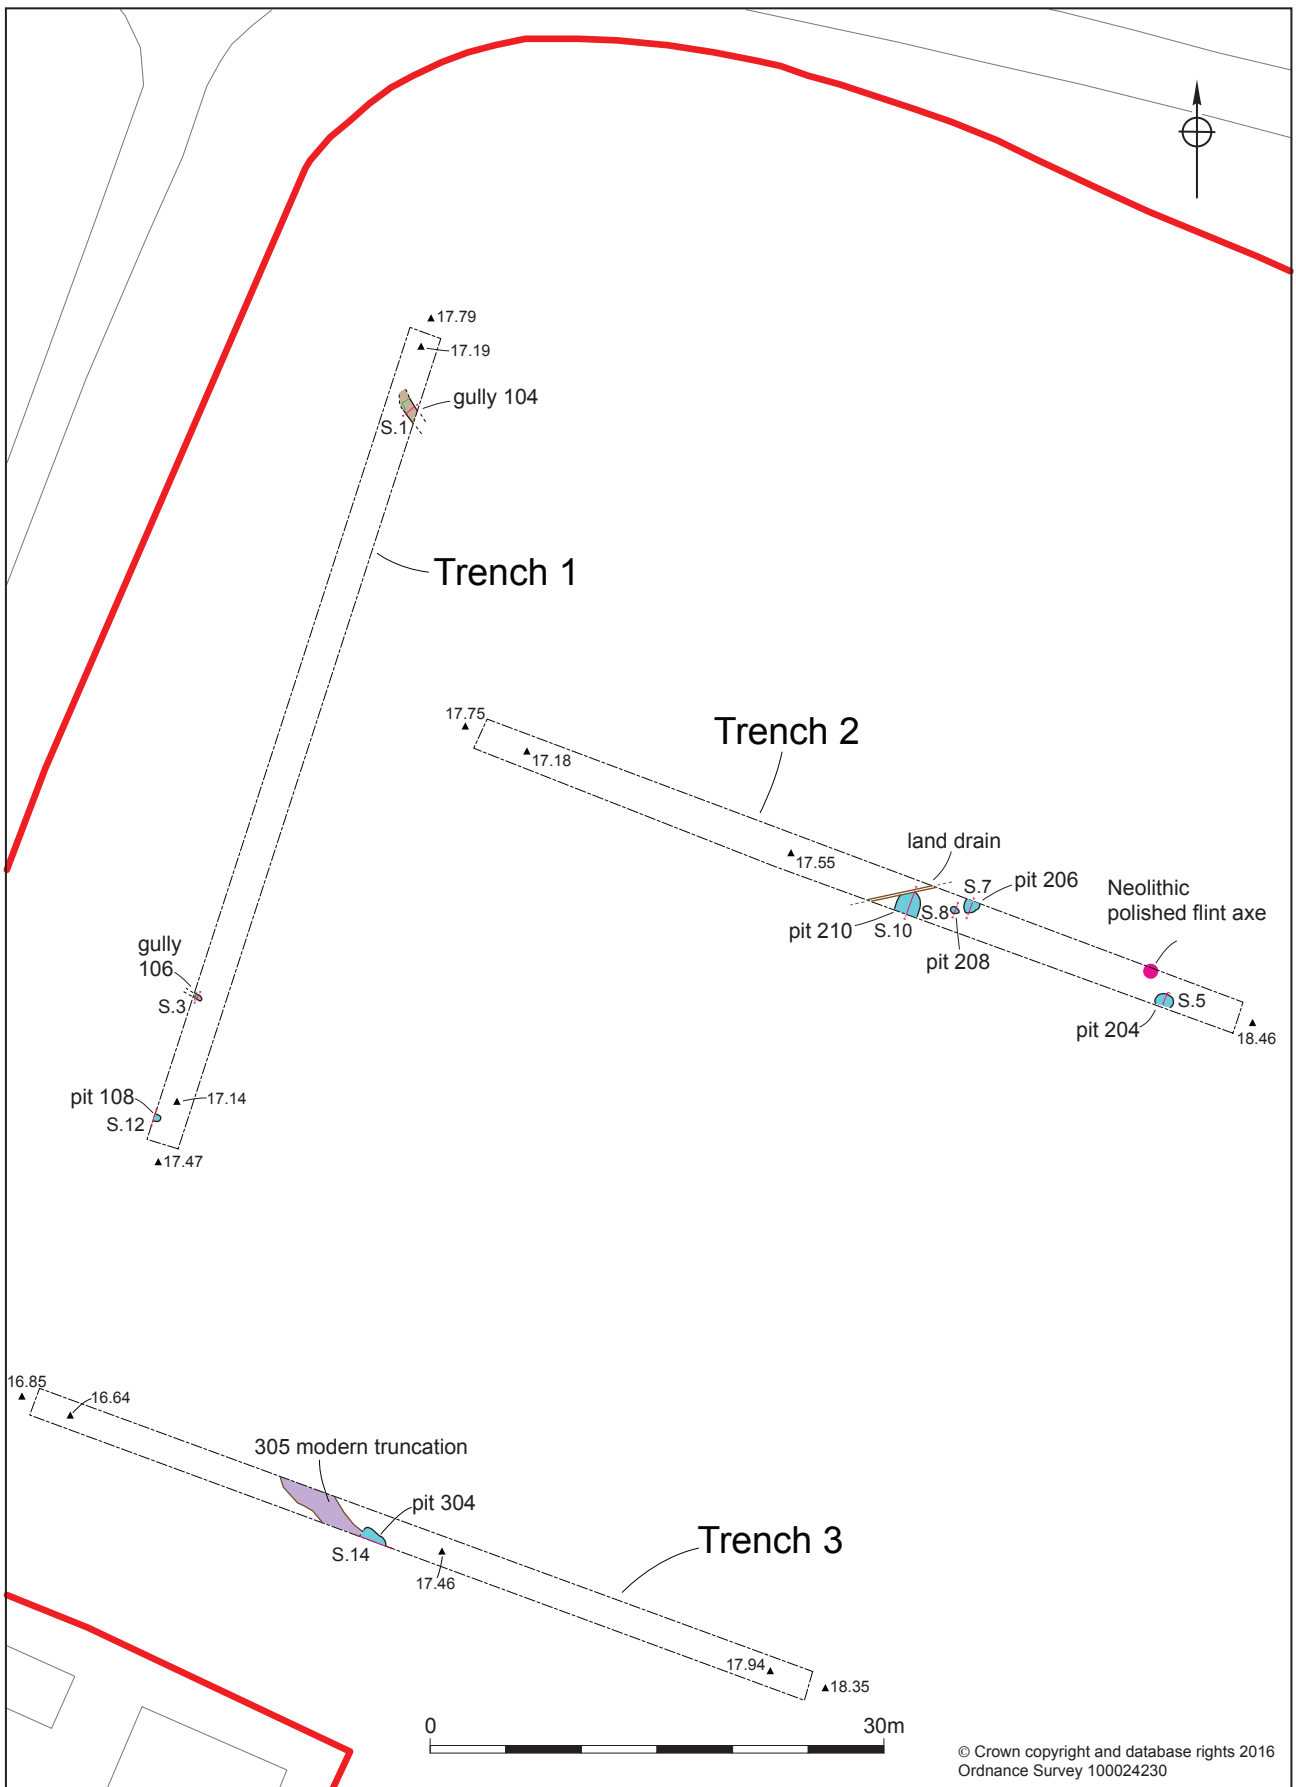 17.79
17.19
gully 104
S.1
Trench 1
17.75
Trench 2
17.18
land drain
17.55
S.7
pit 206
Neolithic
polished flint axe
S.8
pit 210
S.10
pit 208
gully
106
S.3
S.5
pit 204
18.46
pit 108
17.14
S.12
17.47
16.85
16.64
305 modern truncation
pit 304
Trench 3
S.14
17.46
17.94
18.35
0
30m
© Crown copyright and database rights 2016
Ordnance Survey 100024230